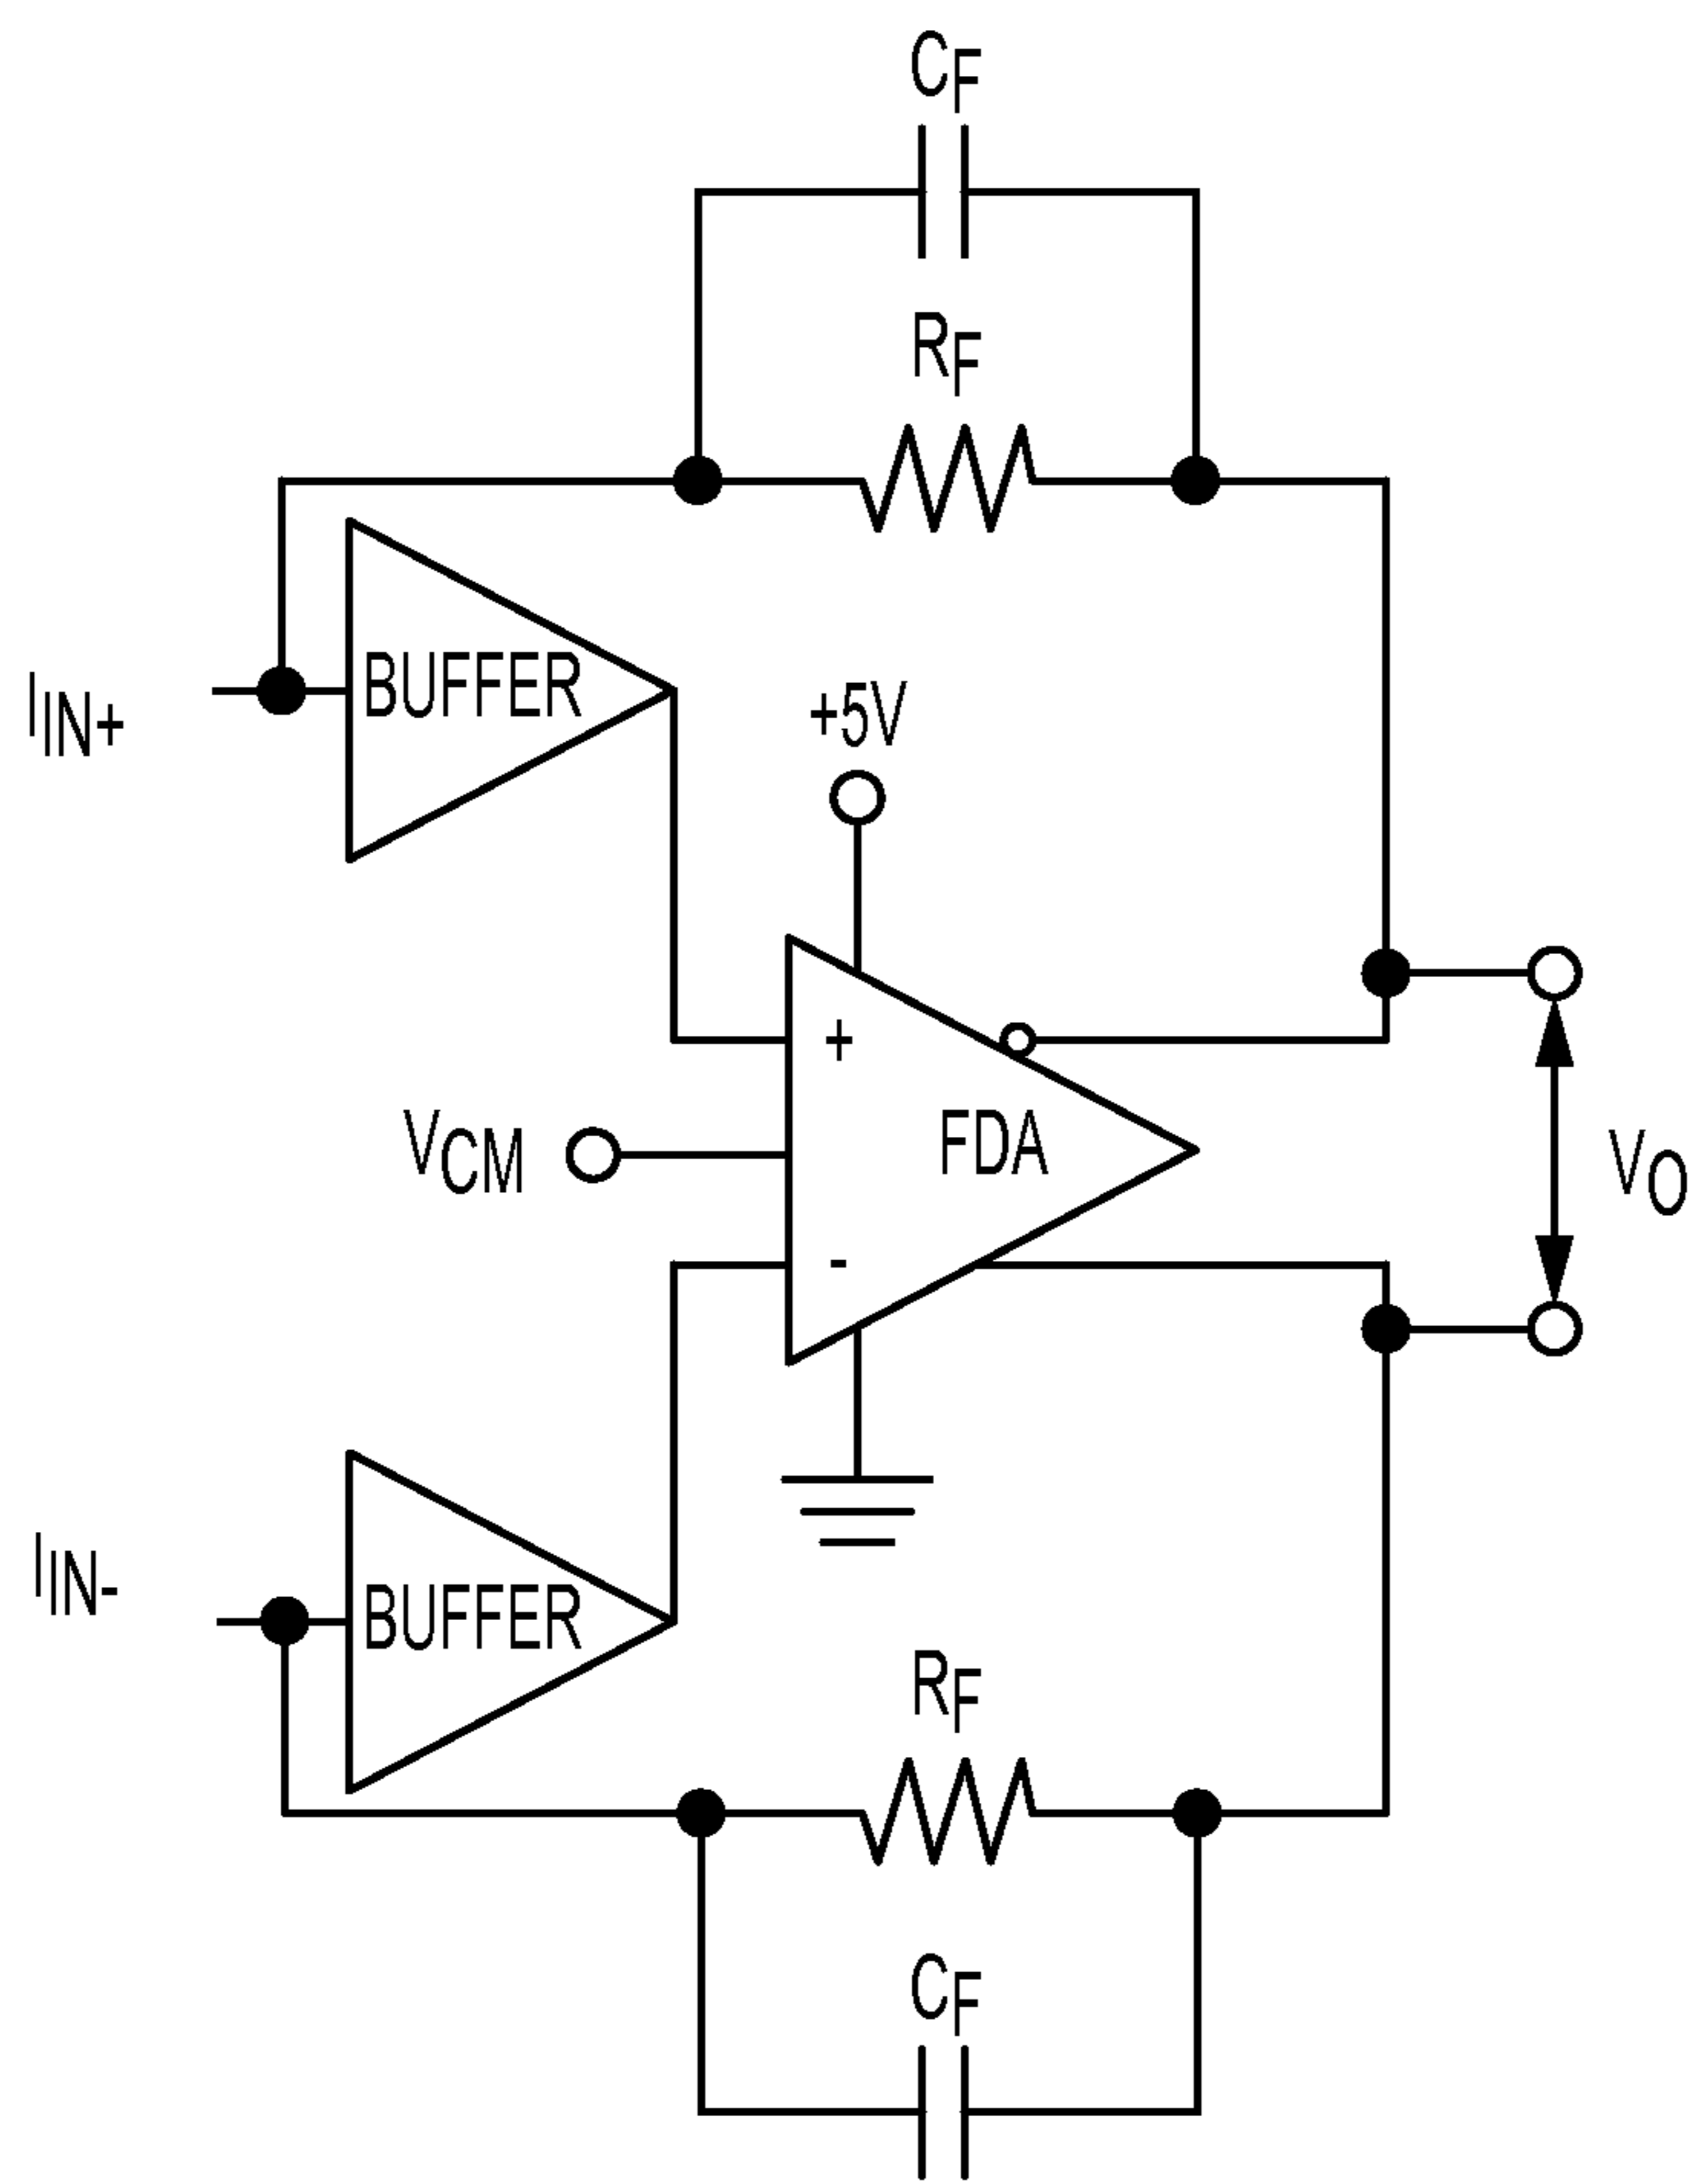 CF
RF
BUFFER
IIN+
+5V
+
VCM
FDA
VO
-
IIN-
BUFFER
RF
CF